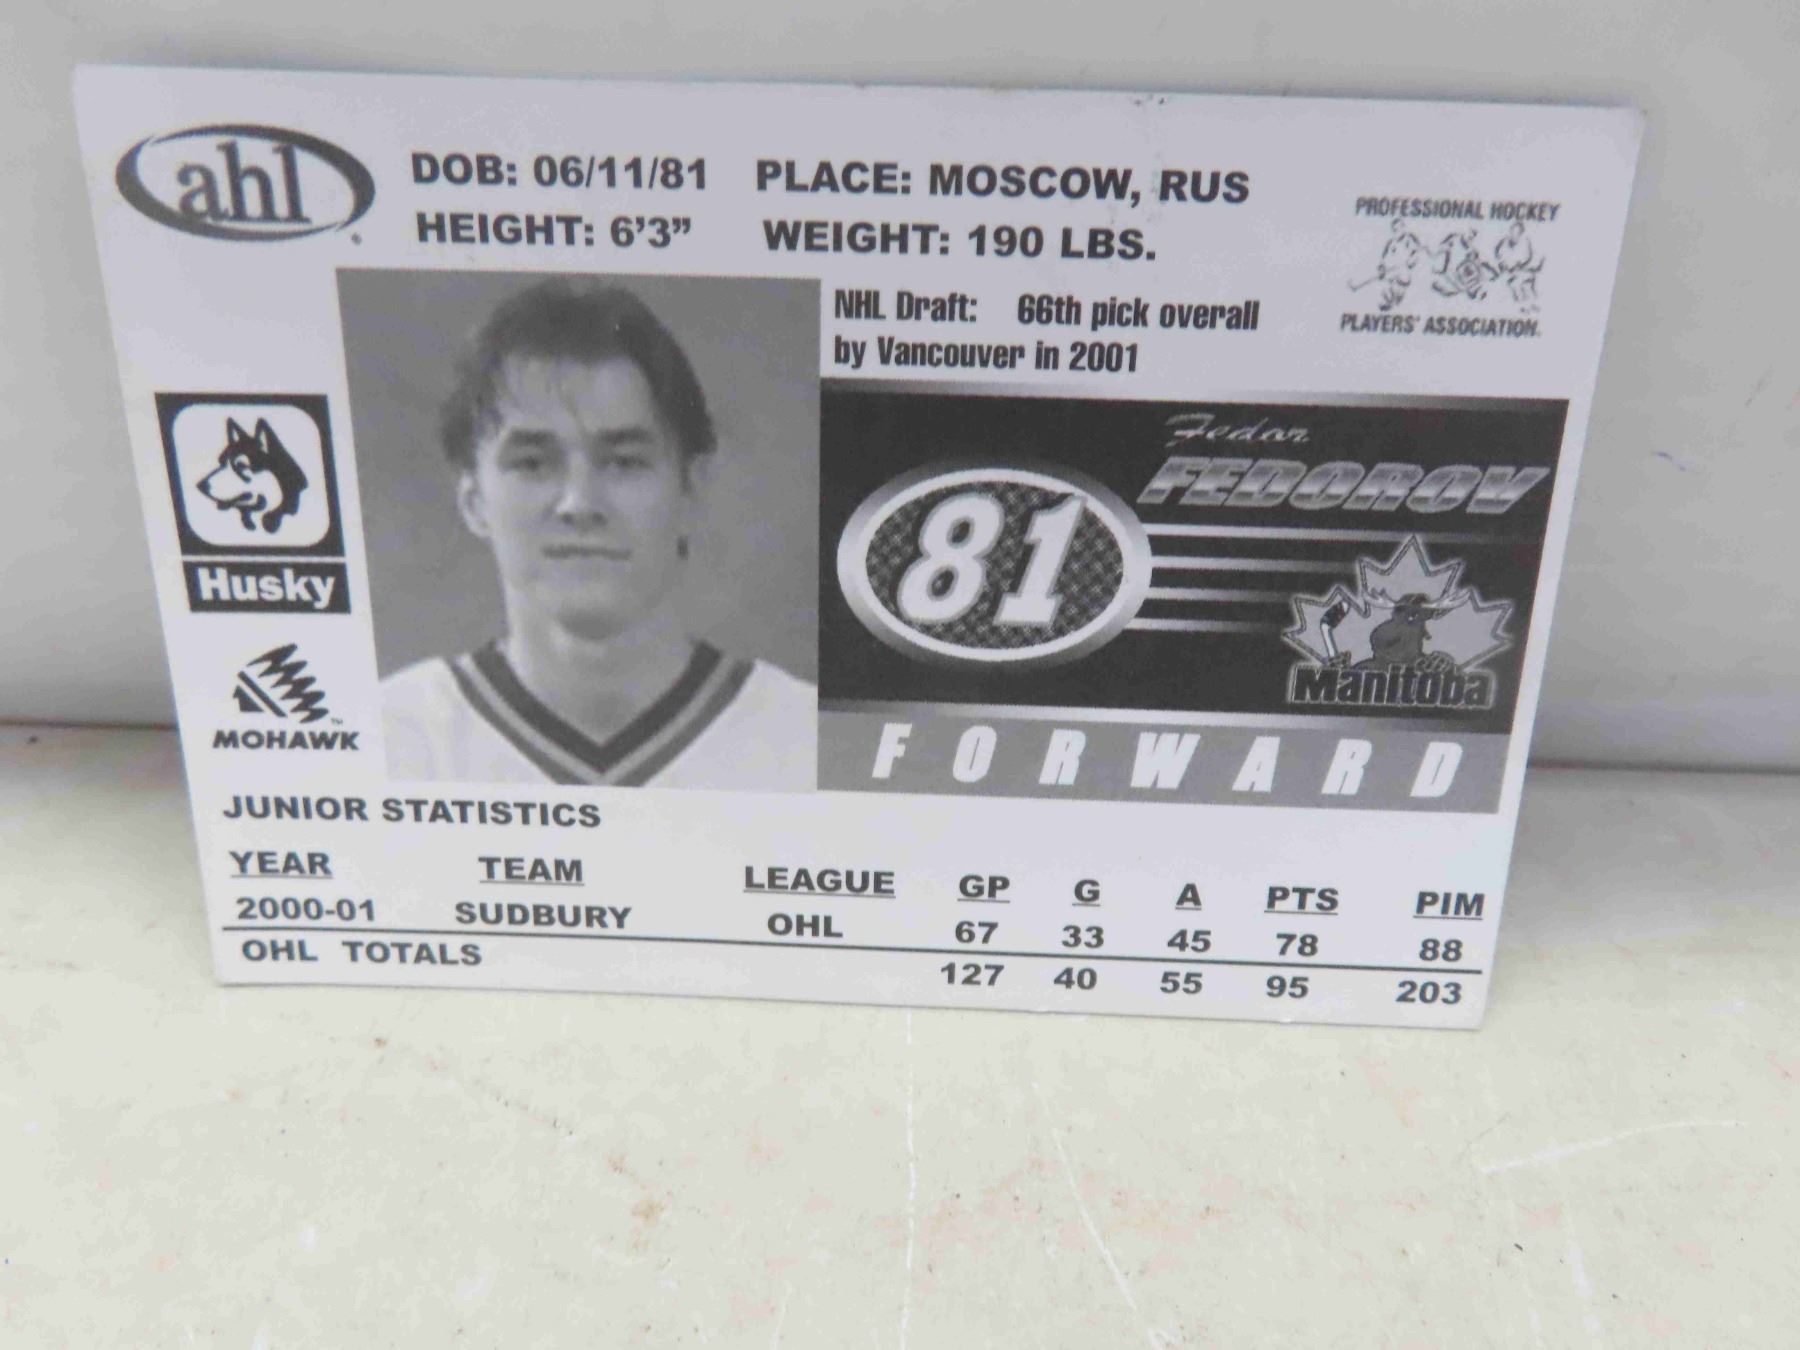 ahl
DOB: 06/11/81 PLACE: MOSCOW, RUS
HEIGHT: 6'3” WEIGHT: 190 LBS.
PROFESSIONAL HOCKEY
PLAYERS' ASSOCIATION.
NHL Draft: 66th pick overall
by Vancouver in 2001
Fedor
FEDOROV
81
Manitoba
FORWARD
Husky
MOHAWK
TM
JUNIOR STATISTICS
YEAR TEAM LEAGUE GP G A PTS PIM
2000-01 SUDBURY OHL 67 33 45 78 88
OHL TOTALS 127 40 55 95 203